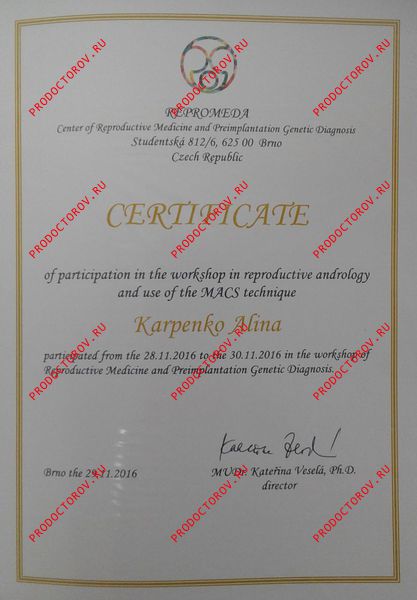 REPROMEDA
Center of Reproductive Medicine and Preimplantation Genetic Diagnosis
Studentská 812/6, 625 00 Brno
Czech Republic
CERTIFICATE
of participation in the workshop in reproductive andrology
and use of the MACS technique
Karpenko Alina
participated from the 28.11.2016 to the 30.11.2016 in the workshop of
Reproductive Medicine and Preimplantation Genetic Diagnosis.
Brno the 29.11.2016
MUDr. Kateřina Veselá, Ph.D.
director
PRODOCTOROV.RU